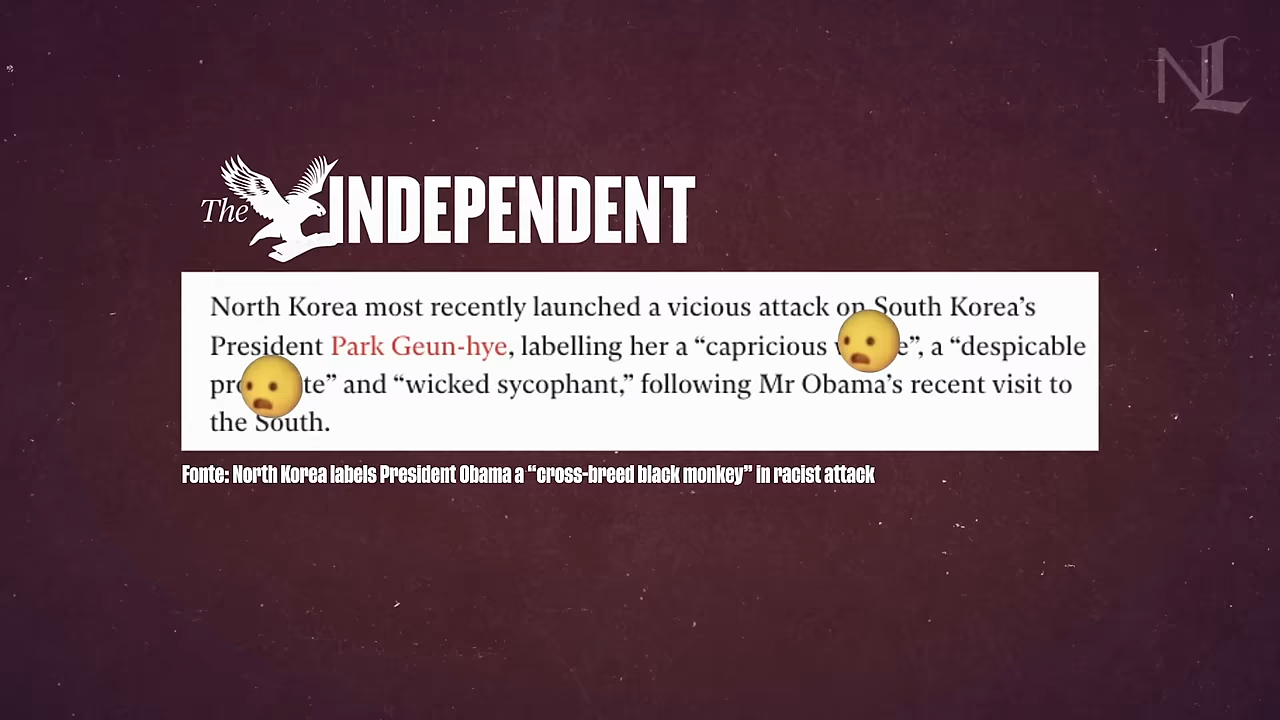 NL
The INDEPENDENT
North Korea most recently launched a vicious attack on South Korea's
President Park Geun-hye, labelling her a “capricious e”, a “despicable
pr te” and “wicked sycophant,” following Mr Obama's recent visit to
the South.
Fonte: North Korea labels President Obama a “cross-breed black monkey” in racist attack